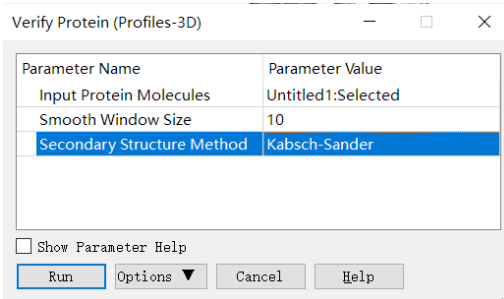 Verify Protein (Profiles-3D)
Parameter Name Parameter Value
Input Protein Molecules Untitled1:Selected
Smooth Window Size 10
Secondary Structure Method Kabsch-Sander
Show Parameter Help
Run Options ▼ Cancel Help